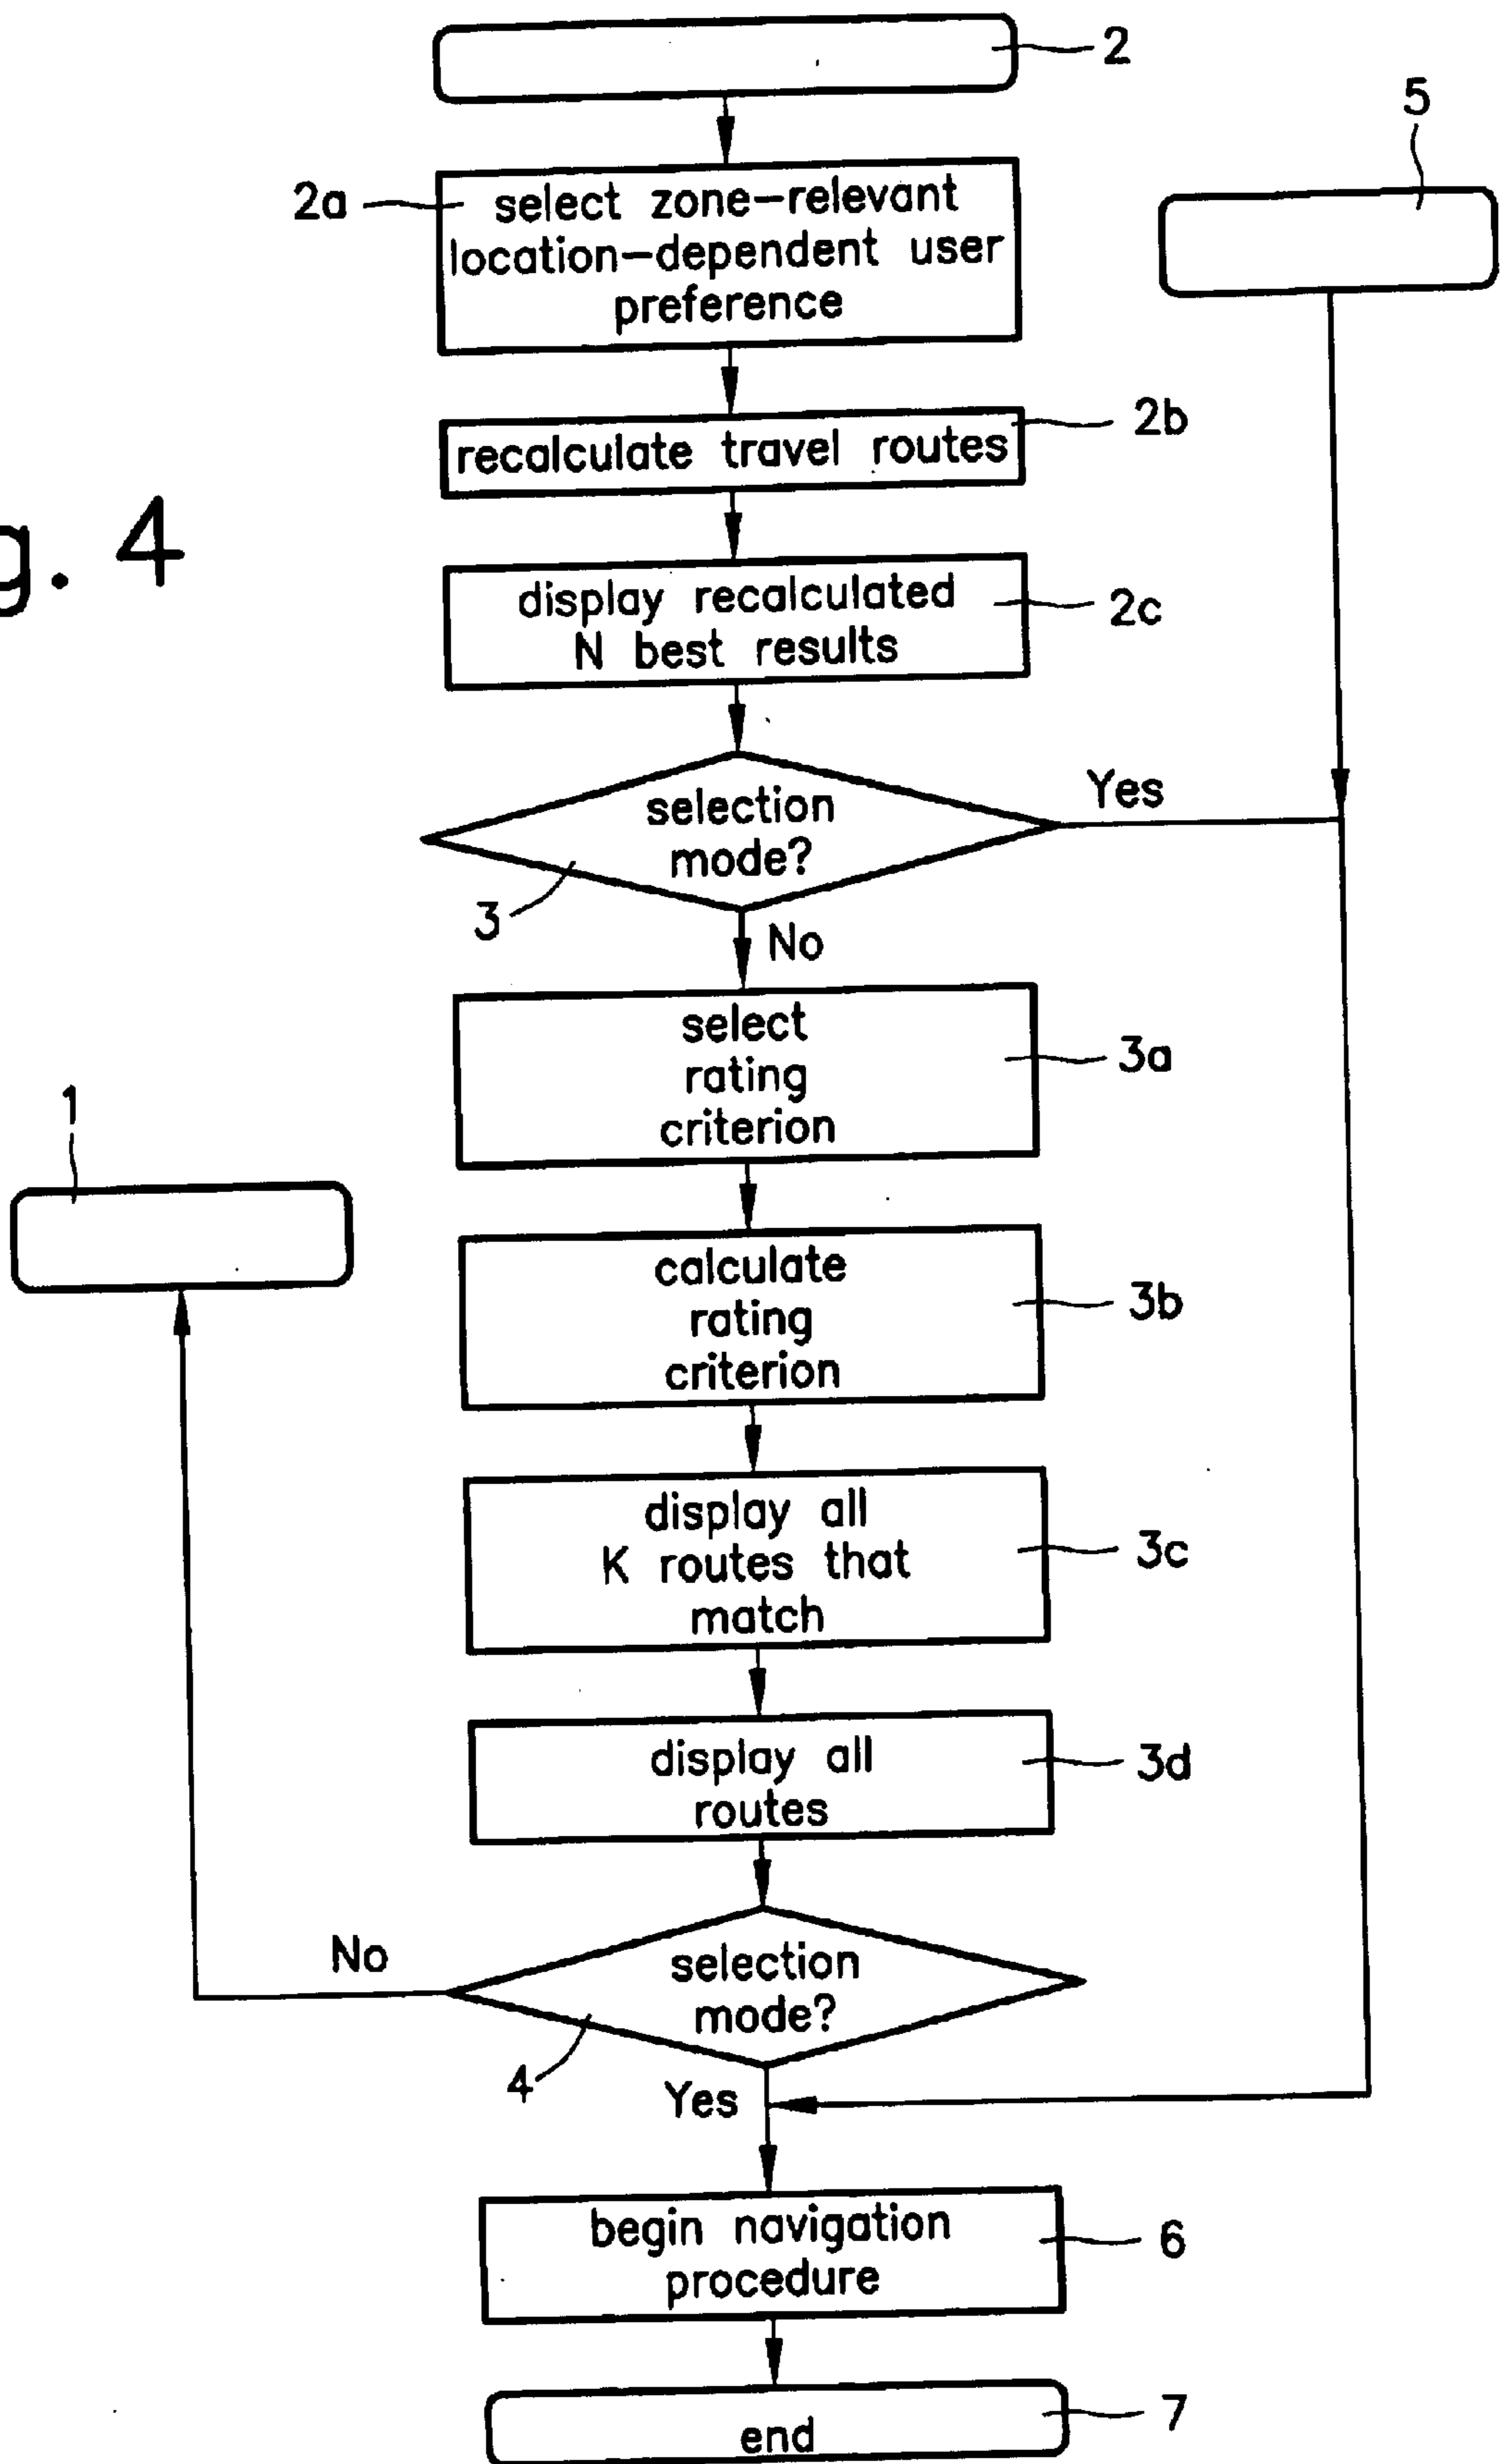 2
5
2a
select zone-relevant
location-dependent user
preference
2b
recalculate travel routes
g. 4
display recalculated
N best results
2c
selection
mode?
Yes
3
No
select
rating
criterion
3a
1
calculate
rating
criterion
3b
display all
K routes that
match
3c
display all
routes
3d
No
selection
mode?
4
Yes
begin navigation
procedure
6
end
7